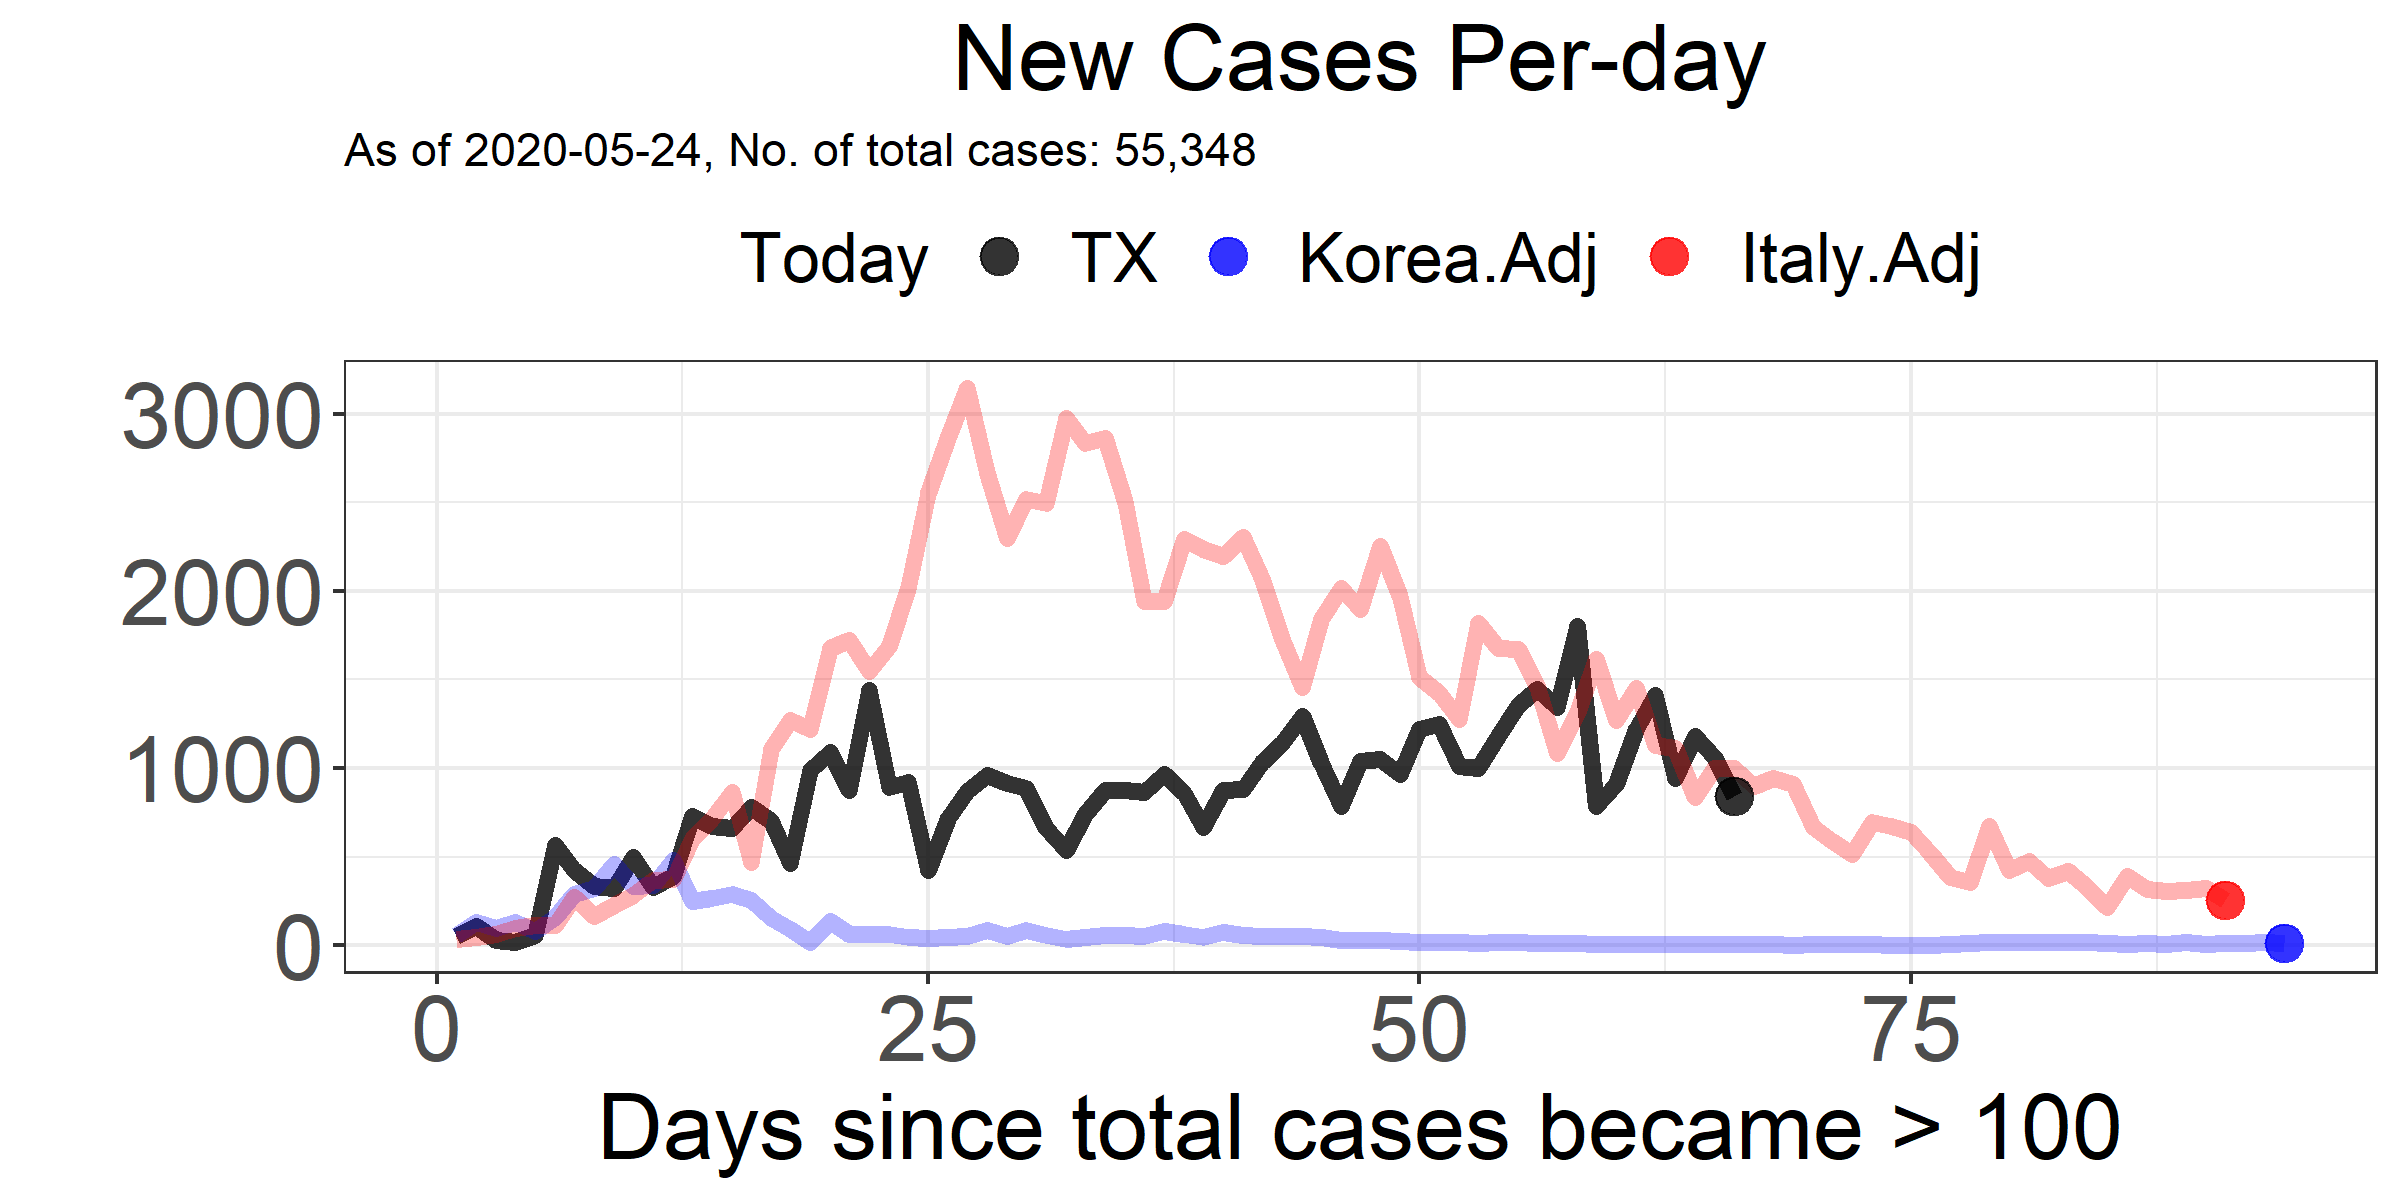 New Cases Per-day
As of 2020-05-24, No. of total cases: 55,348
Today TX Korea.Adj Italy.Adj
3000
2000
1000
0
0 25 50 75
Days since total cases became > 100